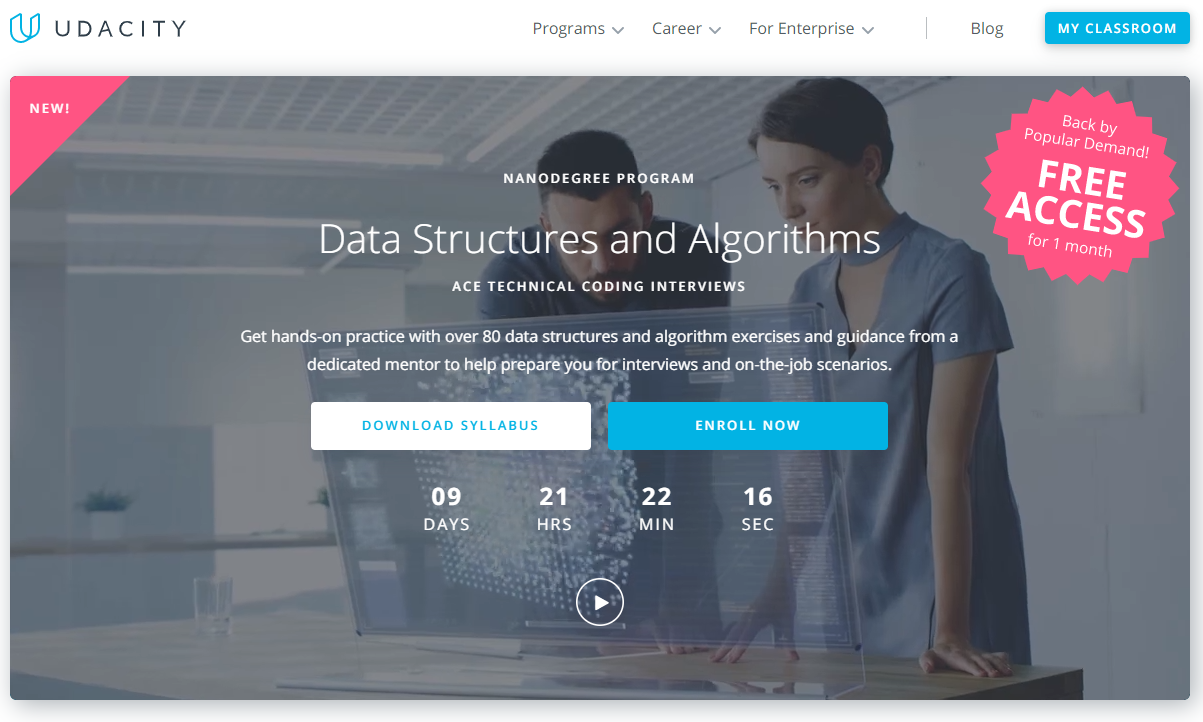 UDACITY
Programs
Career
For Enterprise
Blog
MY CLASSROOM
NEW!
Back by
Popular Demand!
FREE
ACCESS
for 1 month
NANODEGREE PROGRAM
Data Structures and Algorithms
ACE TECHNICAL CODING INTERVIEWS
Get hands-on practice with over 80 data structures and algorithm exercises and guidance from a
dedicated mentor to help prepare you for interviews and on-the-job scenarios.
DOWNLOAD SYLLABUS
ENROLL NOW
09 21 22 16
DAYS HRS MIN SEC